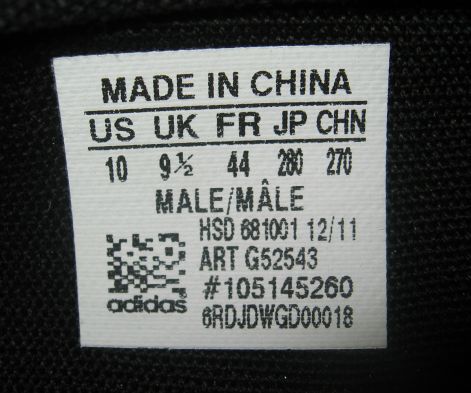 MADE IN CHINA
US UK FR JP CHN
10 9½ 44 280 270
MALE/MÂLE
HSD 681001 12/11
ART G52543
#105145260
adidas
6RDJDWGD00018